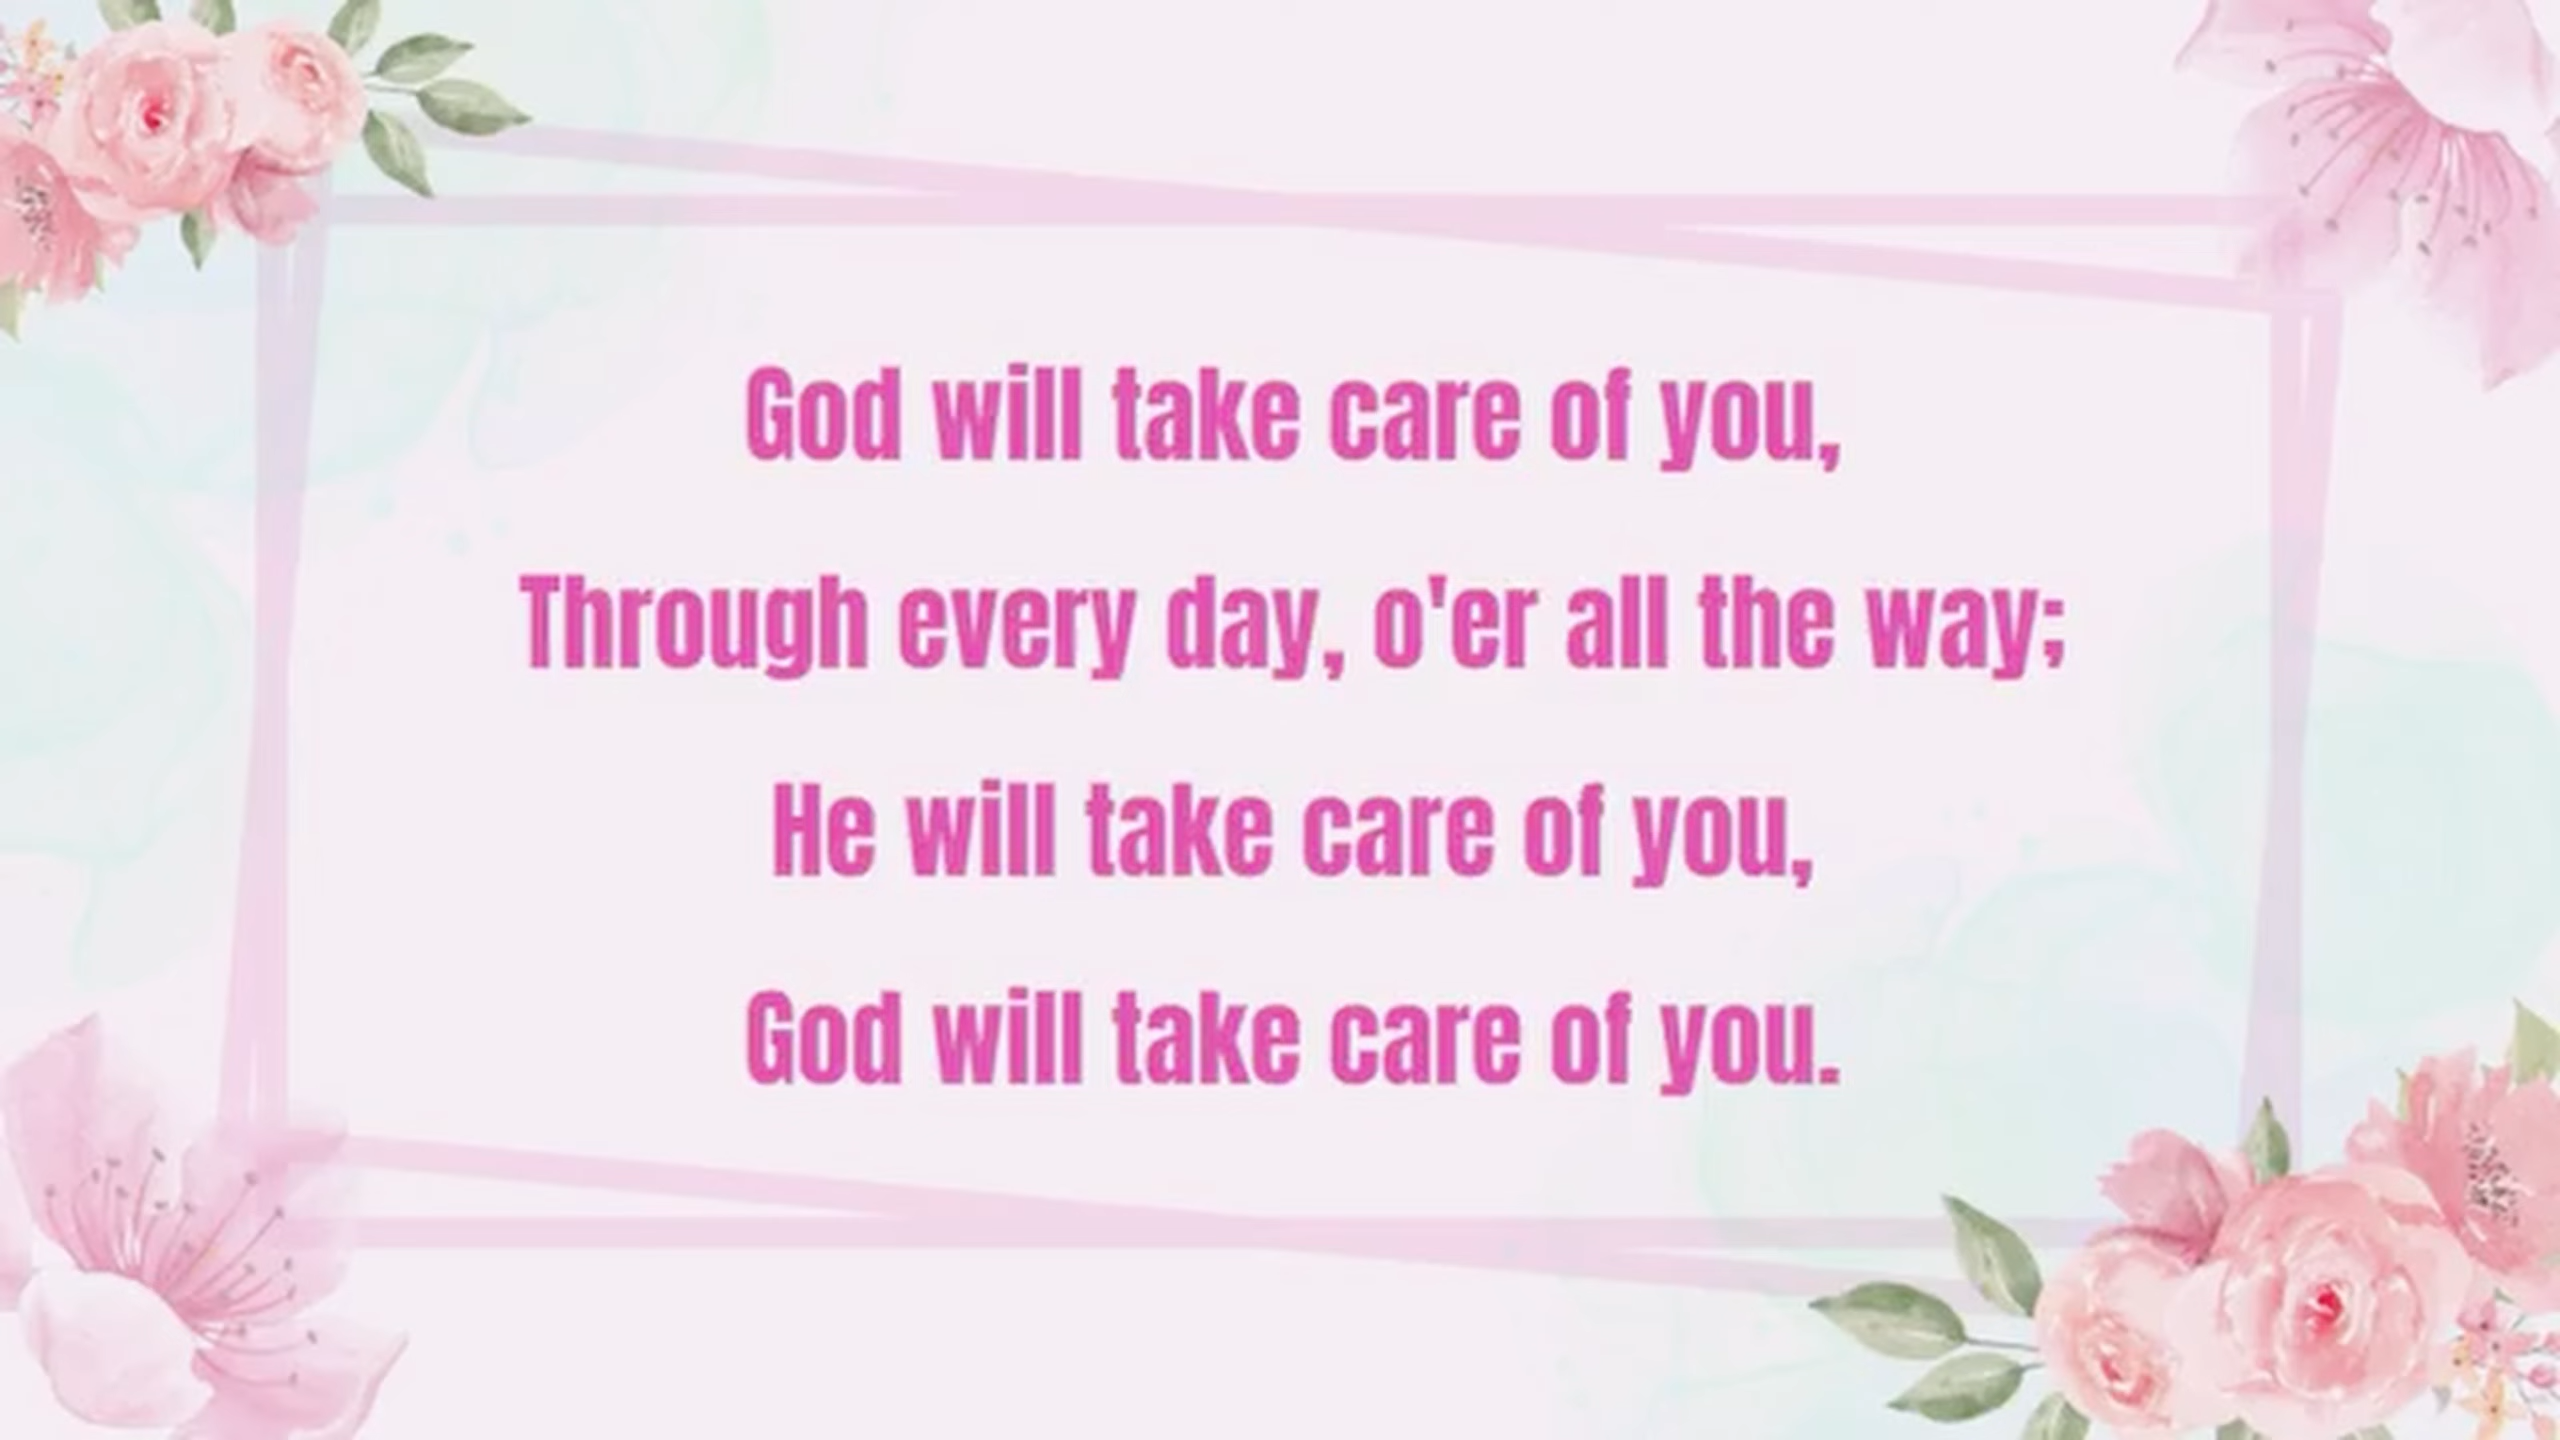 God will take care of you,
Through every day, o'er all the way;
He will take care of you,
God will take care of you.